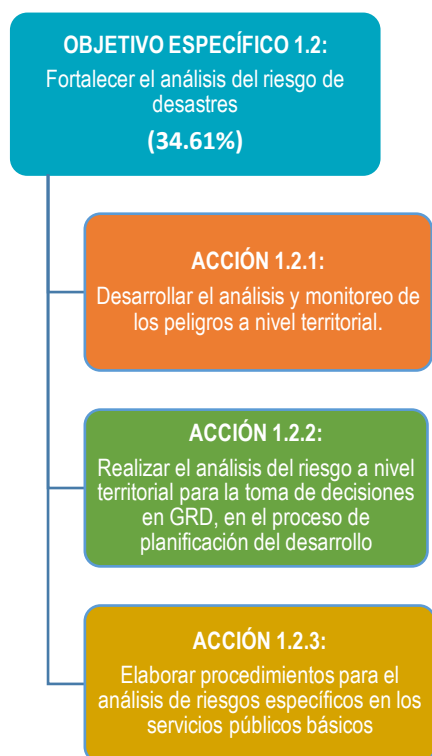 OBJETIVO ESPECÍFICO 1.2:
Fortalecer el análisis del riesgo de
desastres
(34.61%)
ACCIÓN 1.2.1:
Desarrollar el análisis y monitoreo de
los peligros a nivel territorial.
ACCIÓN 1.2.2:
Realizar el análisis del riesgo a nivel
territorial para la toma de decisiones
en GRD, en el proceso de
planificación del desarrollo
ACCIÓN 1.2.3:
Elaborar procedimientos para el
análisis de riesgos específicos en los
servicios públicos básicos